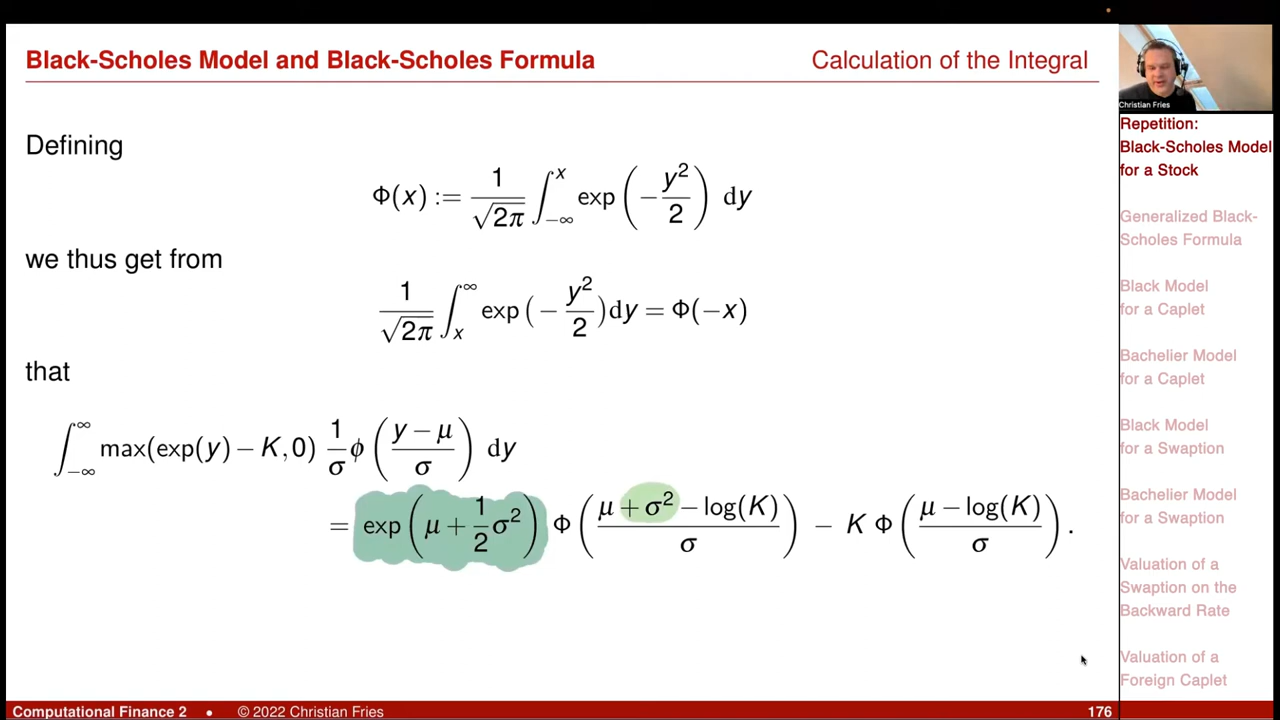 Black-Scholes Model and Black-Scholes Formula
Calculation of the Integral
Christian Fries
Defining
Φ(x) := 1/√2π ∫_{−∞}^{x} exp(−y²/2) dy
we thus get from
1/√2π ∫_{x}^{∞} exp(−y²/2)dy = Φ(−x)
that
∫_{−∞}^{∞} max(exp(y) − K, 0) 1/σ ϕ((y − μ)/σ) dy
= exp(μ + 1/2 σ²) Φ((μ + σ² − log(K))/σ) − K Φ((μ − log(K))/σ).
Repetition:
Black-Scholes Model
for a Stock
Generalized Black-
Scholes Formula
Black Model
for a Caplet
Bachelier Model
for a Caplet
Black Model
for a Swaption
Bachelier Model
for a Swaption
Valuation of a
Swaption on the
Backward Rate
Valuation of a
Foreign Caplet
Computational Finance 2 • © 2022 Christian Fries
176